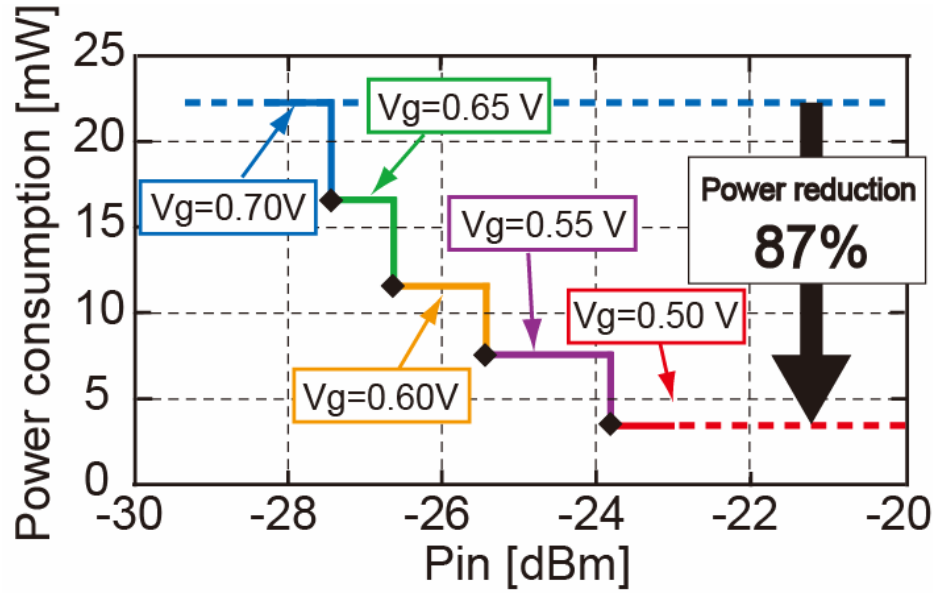 Power consumption [mW]
25
20
15
10
5
0
Vg=0.65 V
Vg=0.70V
Vg=0.55 V
Vg=0.50 V
Vg=0.60V
Power reduction
87%
-30
-28
-26
-24
-22
-20
Pin [dBm]